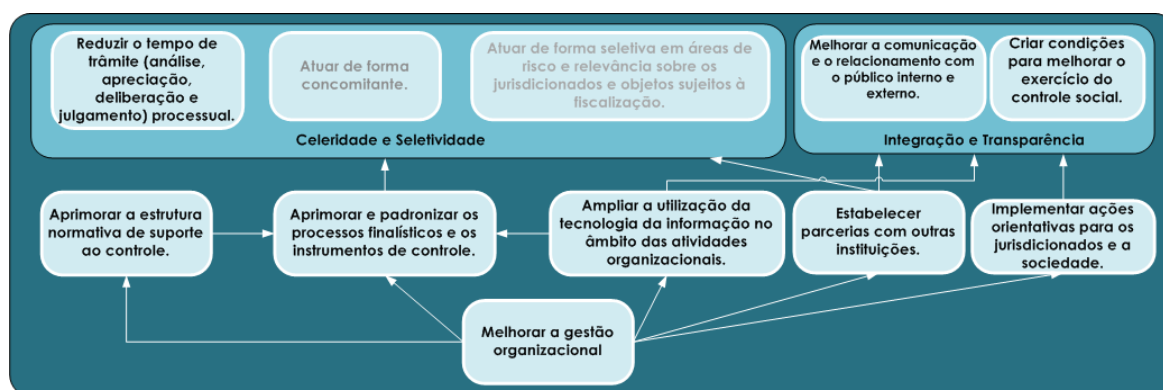 Reduzir o tempo de
trâmite (análise,
apreciação,
deliberação e
julgamento) processual.
Atuar de forma
concomitante.
Atuar de forma seletiva em áreas de
risco e relevância sobre os
jurisdicionados e objetos sujeitos à
fiscalização.
Celeridade e Seletividade
Melhorar a comunicação
e o relacionamento com
o público interno e
externo.
Criar condições
para melhorar o
exercício do
controle social.
Integração e Transparência
Aprimorar a estrutura
normativa de suporte
ao controle.
Aprimorar e padronizar os
processos finalísticos e os
instrumentos de controle.
Ampliar a utilização da
tecnologia da informação no
âmbito das atividades
organizacionais.
Estabelecer
parcerias com outras
instituições.
Implementar ações
orientativas para os
jurisdicionados e a
sociedade.
Melhorar a gestão
organizacional